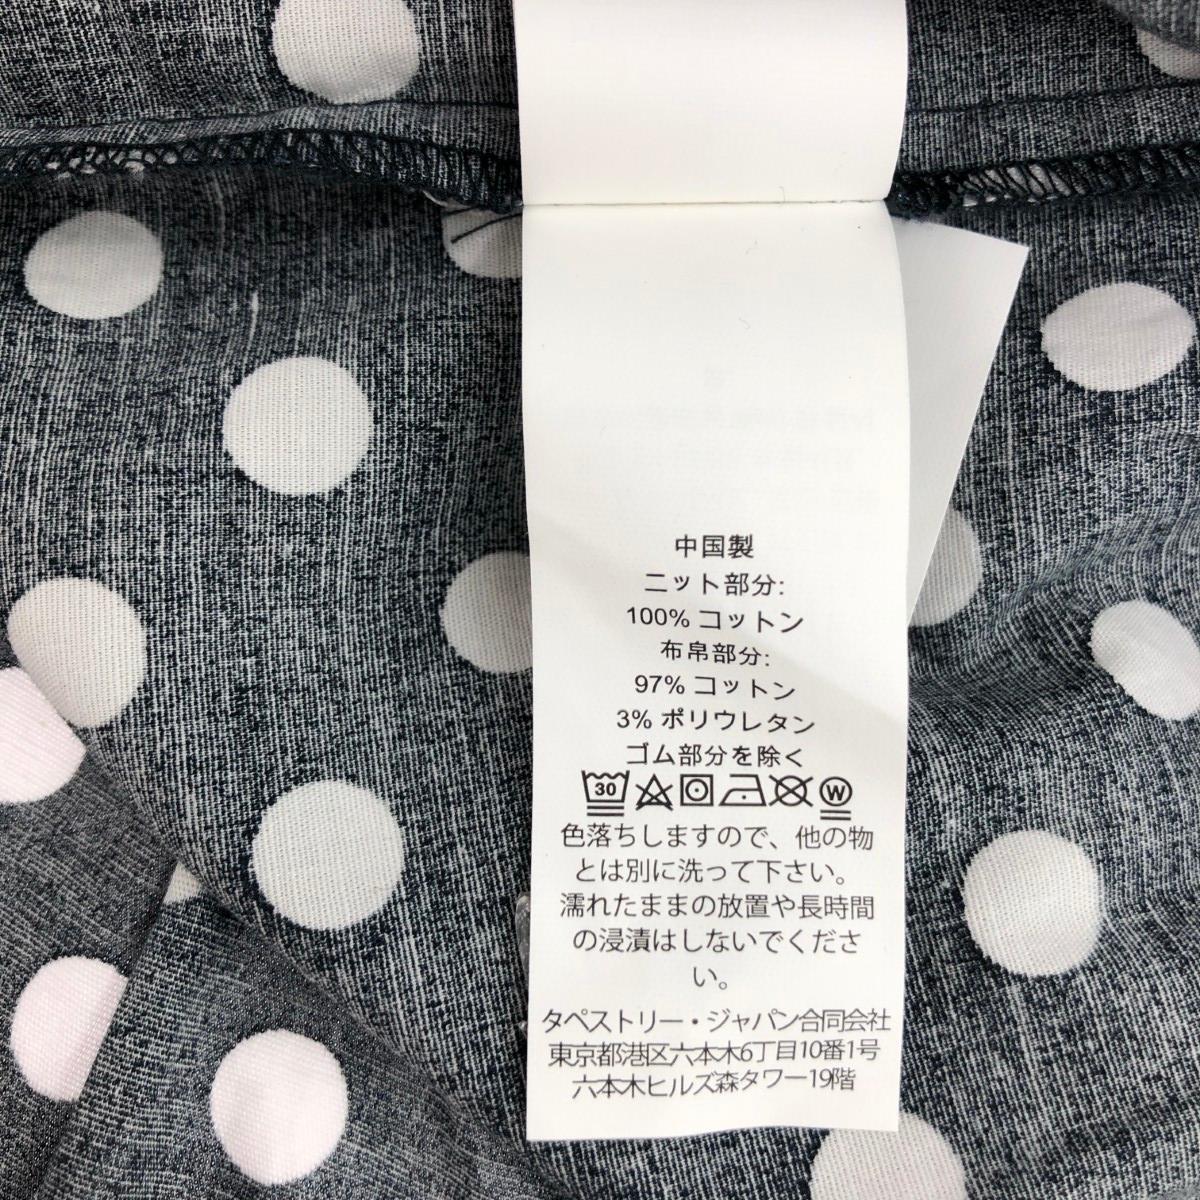 中国製
ニット部分:
100% コットン
布帛部分:
97% コットン
3% ポリウレタン
ゴム部分を除く
30 W
色落ちしますので、他の物
とは別に洗って下さい。
濡れたままの放置や長時間
の浸漬はしないでくださ
い。
タペストリー・ジャパン合同会社
東京都港区六本木6丁目10番1号
六本木ヒルズ森タワー19階